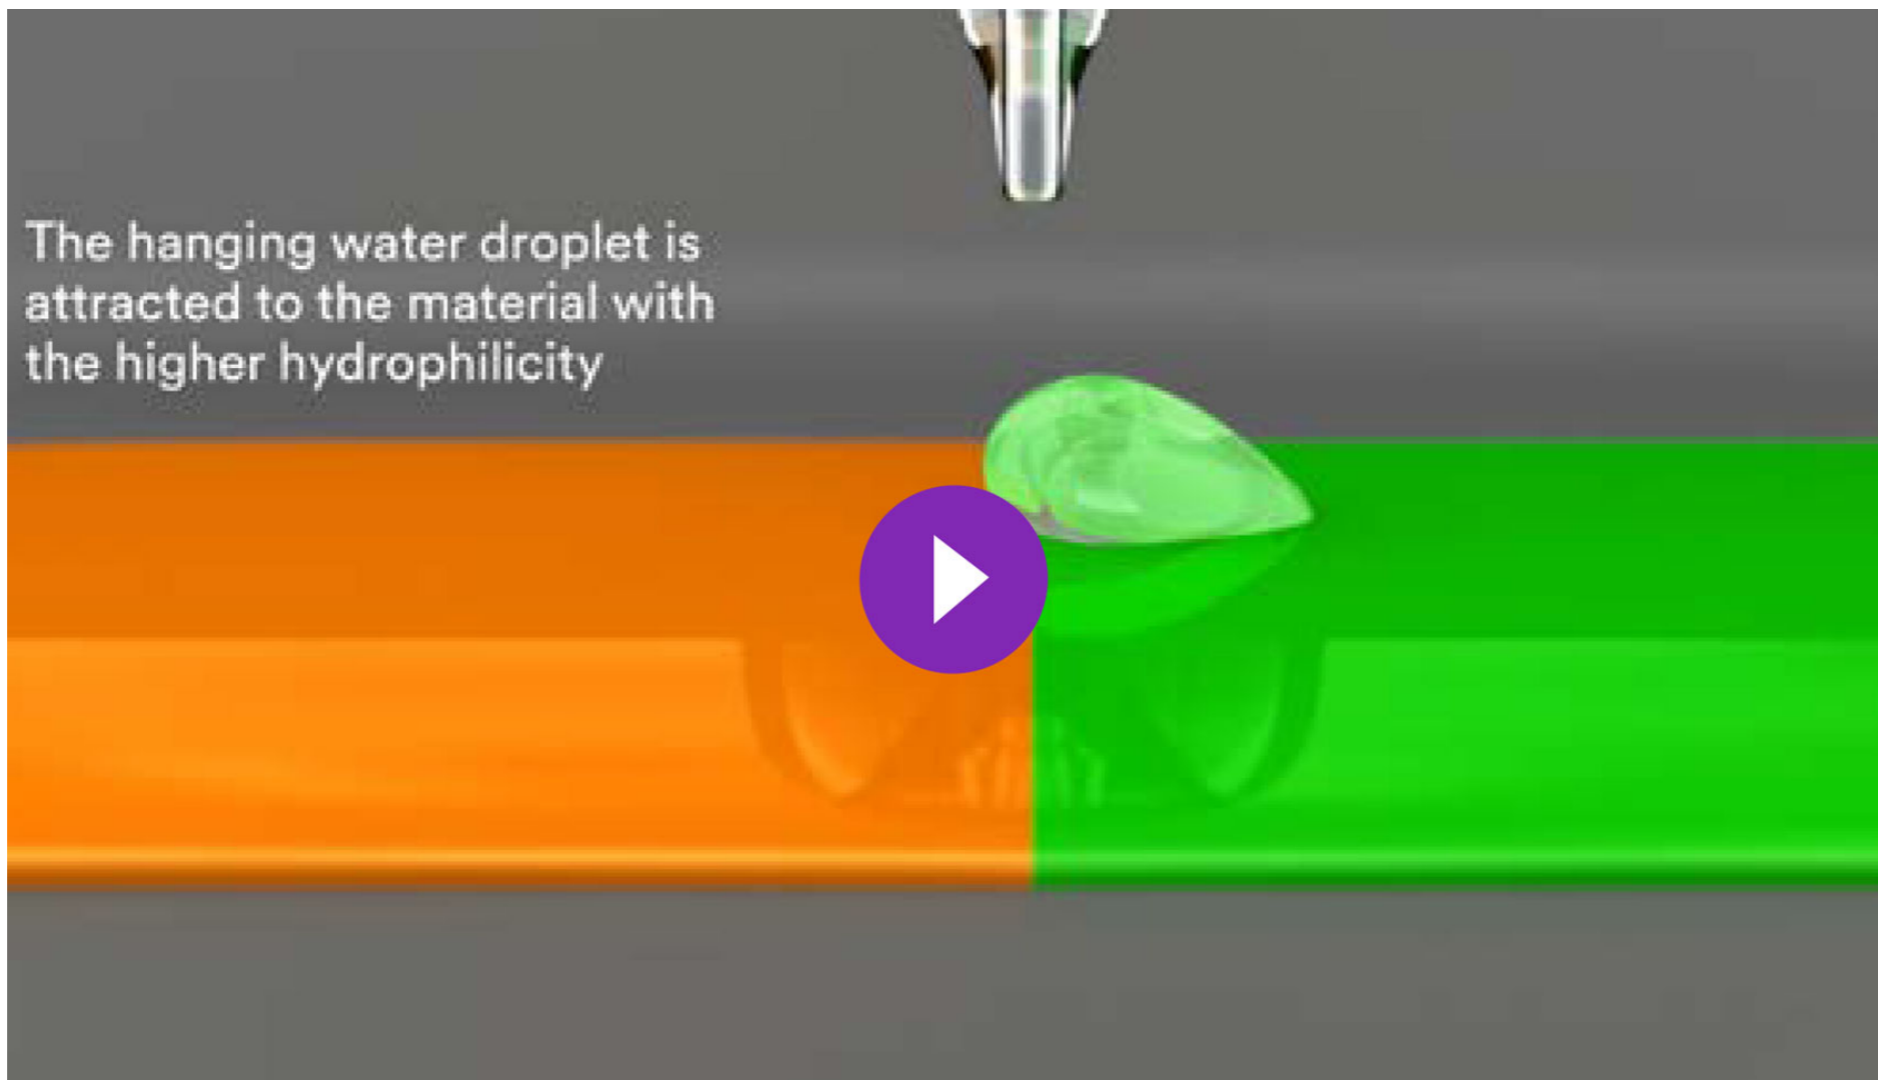 The hanging water droplet is
attracted to the material with
the higher hydrophilicity